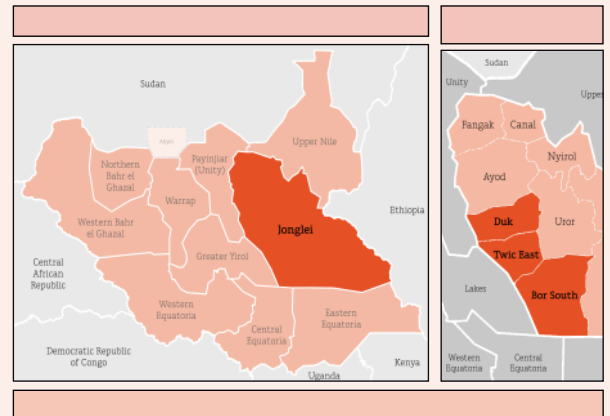 Sudan
Abyei
Upper Nile
Northern
Bahr el
Ghazal
Payinjiar
(Unity)
Warrap
Ethiopia
Western Bahr
el Ghazal
Jonglei
Greater Yirol
Central
African
Republic
Western
Equatoria
Eastern
Equatoria
Central
Equatoria
Democratic Republic
of Congo
Kenya
Uganda
Sudan
Unity
Upper
Fangak
Canal
Nyirol
Ayod
Duk
Uror
Twic East
Lakes
Bor South
Western
Equatoria
Central
Equatoria